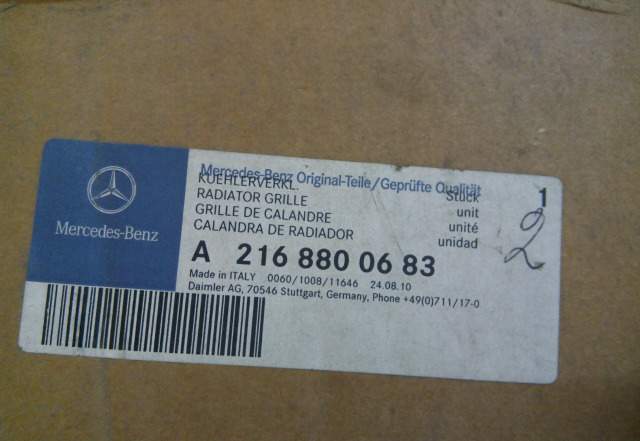 Mercedes-Benz
Mercedes-Benz Original-Teile/Geprüfte Qualität
KUEHLERVERKL. Stück 1
RADIATOR GRILLE unit
GRILLE DE CALANDRE unité
CALANDRA DE RADIADOR unidad
2
A 216 880 06 83
Made in ITALY 0060/1008/11646 24.08.10
Daimler AG, 70546 Stuttgart, Germany, Phone +49(0)711/17-0